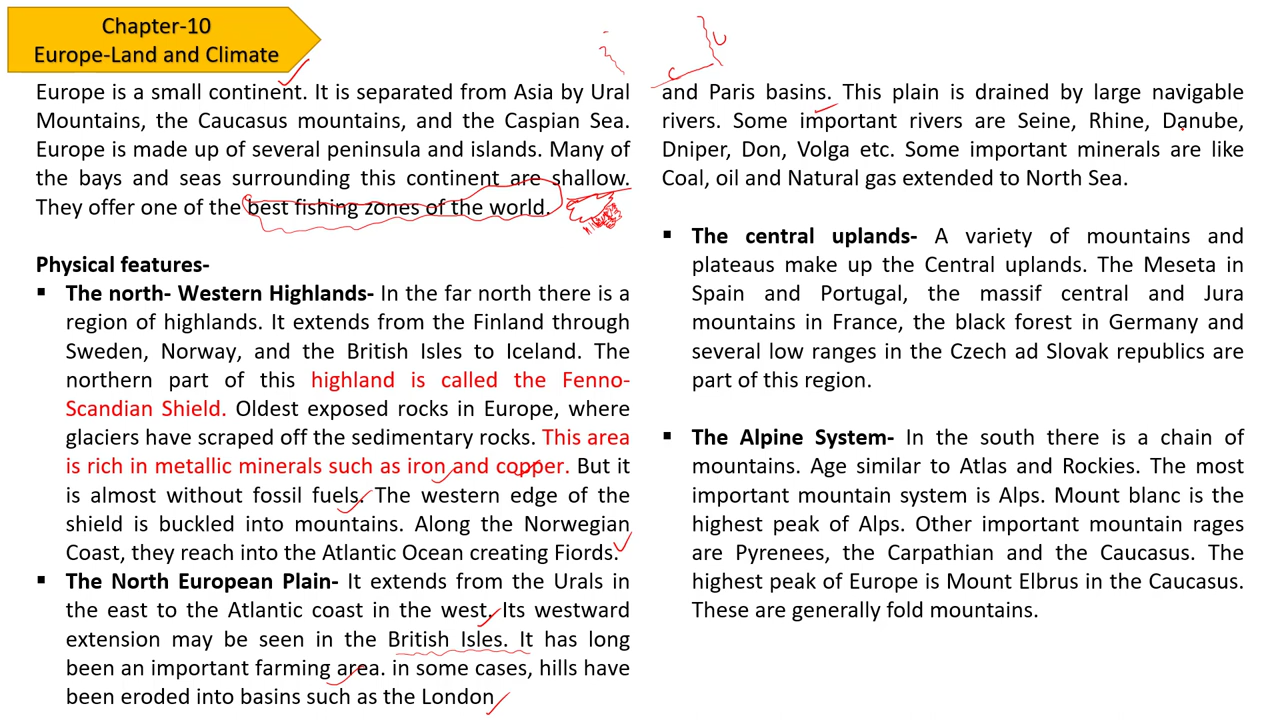 Chapter-10
Europe-Land and Climate
Europe is a small continent. It is separated from Asia by Ural
Mountains, the Caucasus mountains, and the Caspian Sea.
Europe is made up of several peninsula and islands. Many of
the bays and seas surrounding this continent are shallow.
They offer one of the best fishing zones of the world.
Physical features-
▪ The north- Western Highlands- In the far north there is a
region of highlands. It extends from the Finland through
Sweden, Norway, and the British Isles to Iceland. The
northern part of this highland is called the Fenno-
Scandian Shield. Oldest exposed rocks in Europe, where
glaciers have scraped off the sedimentary rocks. This area
is rich in metallic minerals such as iron and copper. But it
is almost without fossil fuels. The western edge of the
shield is buckled into mountains. Along the Norwegian
Coast, they reach into the Atlantic Ocean creating Fiords.
▪ The North European Plain- It extends from the Urals in
the east to the Atlantic coast in the west. Its westward
extension may be seen in the British Isles. It has long
been an important farming area. in some cases, hills have
been eroded into basins such as the London
and Paris basins. This plain is drained by large navigable
rivers. Some important rivers are Seine, Rhine, Danube,
Dniper, Don, Volga etc. Some important minerals are like
Coal, oil and Natural gas extended to North Sea.
▪ The central uplands- A variety of mountains and
plateaus make up the Central uplands. The Meseta in
Spain and Portugal, the massif central and Jura
mountains in France, the black forest in Germany and
several low ranges in the Czech ad Slovak republics are
part of this region.
▪ The Alpine System- In the south there is a chain of
mountains. Age similar to Atlas and Rockies. The most
important mountain system is Alps. Mount blanc is the
highest peak of Alps. Other important mountain rages
are Pyrenees, the Carpathian and the Caucasus. The
highest peak of Europe is Mount Elbrus in the Caucasus.
These are generally fold mountains.